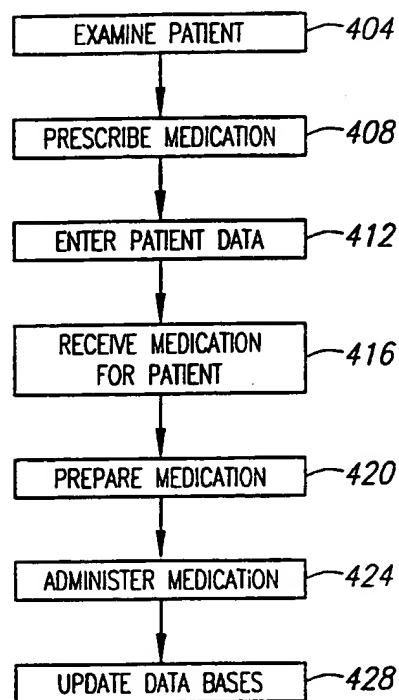 EXAMINE PATIENT 404
PRESCRIBE MEDICATION 408
ENTER PATIENT DATA 412
RECEIVE MEDICATION
FOR PATIENT 416
PREPARE MEDICATION 420
ADMINISTER MEDICATION 424
UPDATE DATA BASES 428